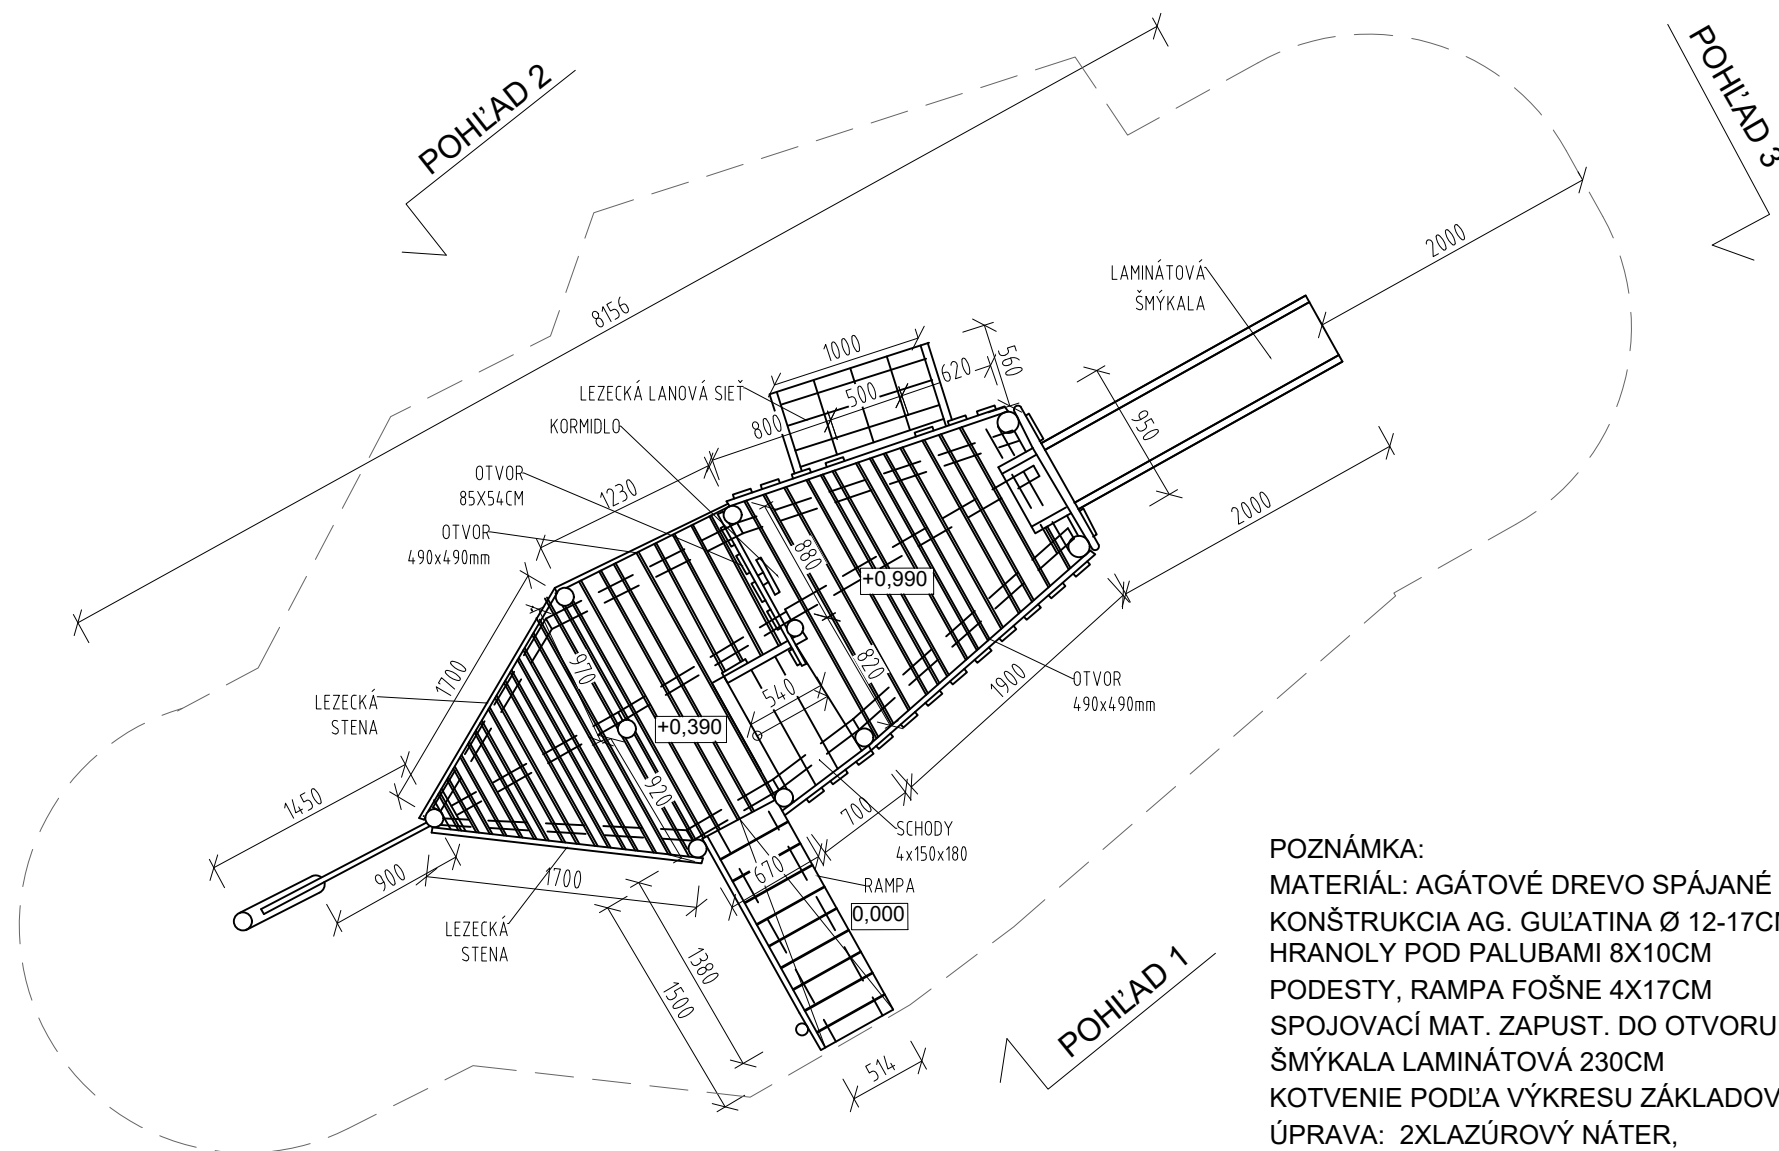 POHĽAD 2
POHĽAD 3
8156
2000
LAMINÁTOVÁ
ŠMÝKALA
1000
560
620
500
LEZECKÁ LANOVÁ SIEŤ
800
KORMIDLO
950
OTVOR
85X54CM
1230
2000
OTVOR
490x490mm
880
+0,990
1700
970
820
1900
OTVOR
490x490mm
540
LEZECKÁ
STENA
+0,390
1450
920
700
SCHODY
4x150x180
900
1700
670
RAMPA
0,000
LEZECKÁ
STENA
1380
1500
514
POHĽAD 1
POZNÁMKA:
MATERIÁL: AGÁTOVÉ DREVO SPÁJANÉ
KONŠTRUKCIA AG. GUĽATINA Ø 12-17C
HRANOLY POD PALUBAMI 8X10CM
PODESTY, RAMPA FOŠNE 4X17CM
SPOJOVACÍ MAT. ZAPUST. DO OTVORU
ŠMÝKALA LAMINÁTOVÁ 230CM
KOTVENIE PODĽA VÝKRESU ZÁKLADOV
ÚPRAVA: 2XLAZÚROVÝ NÁTER,